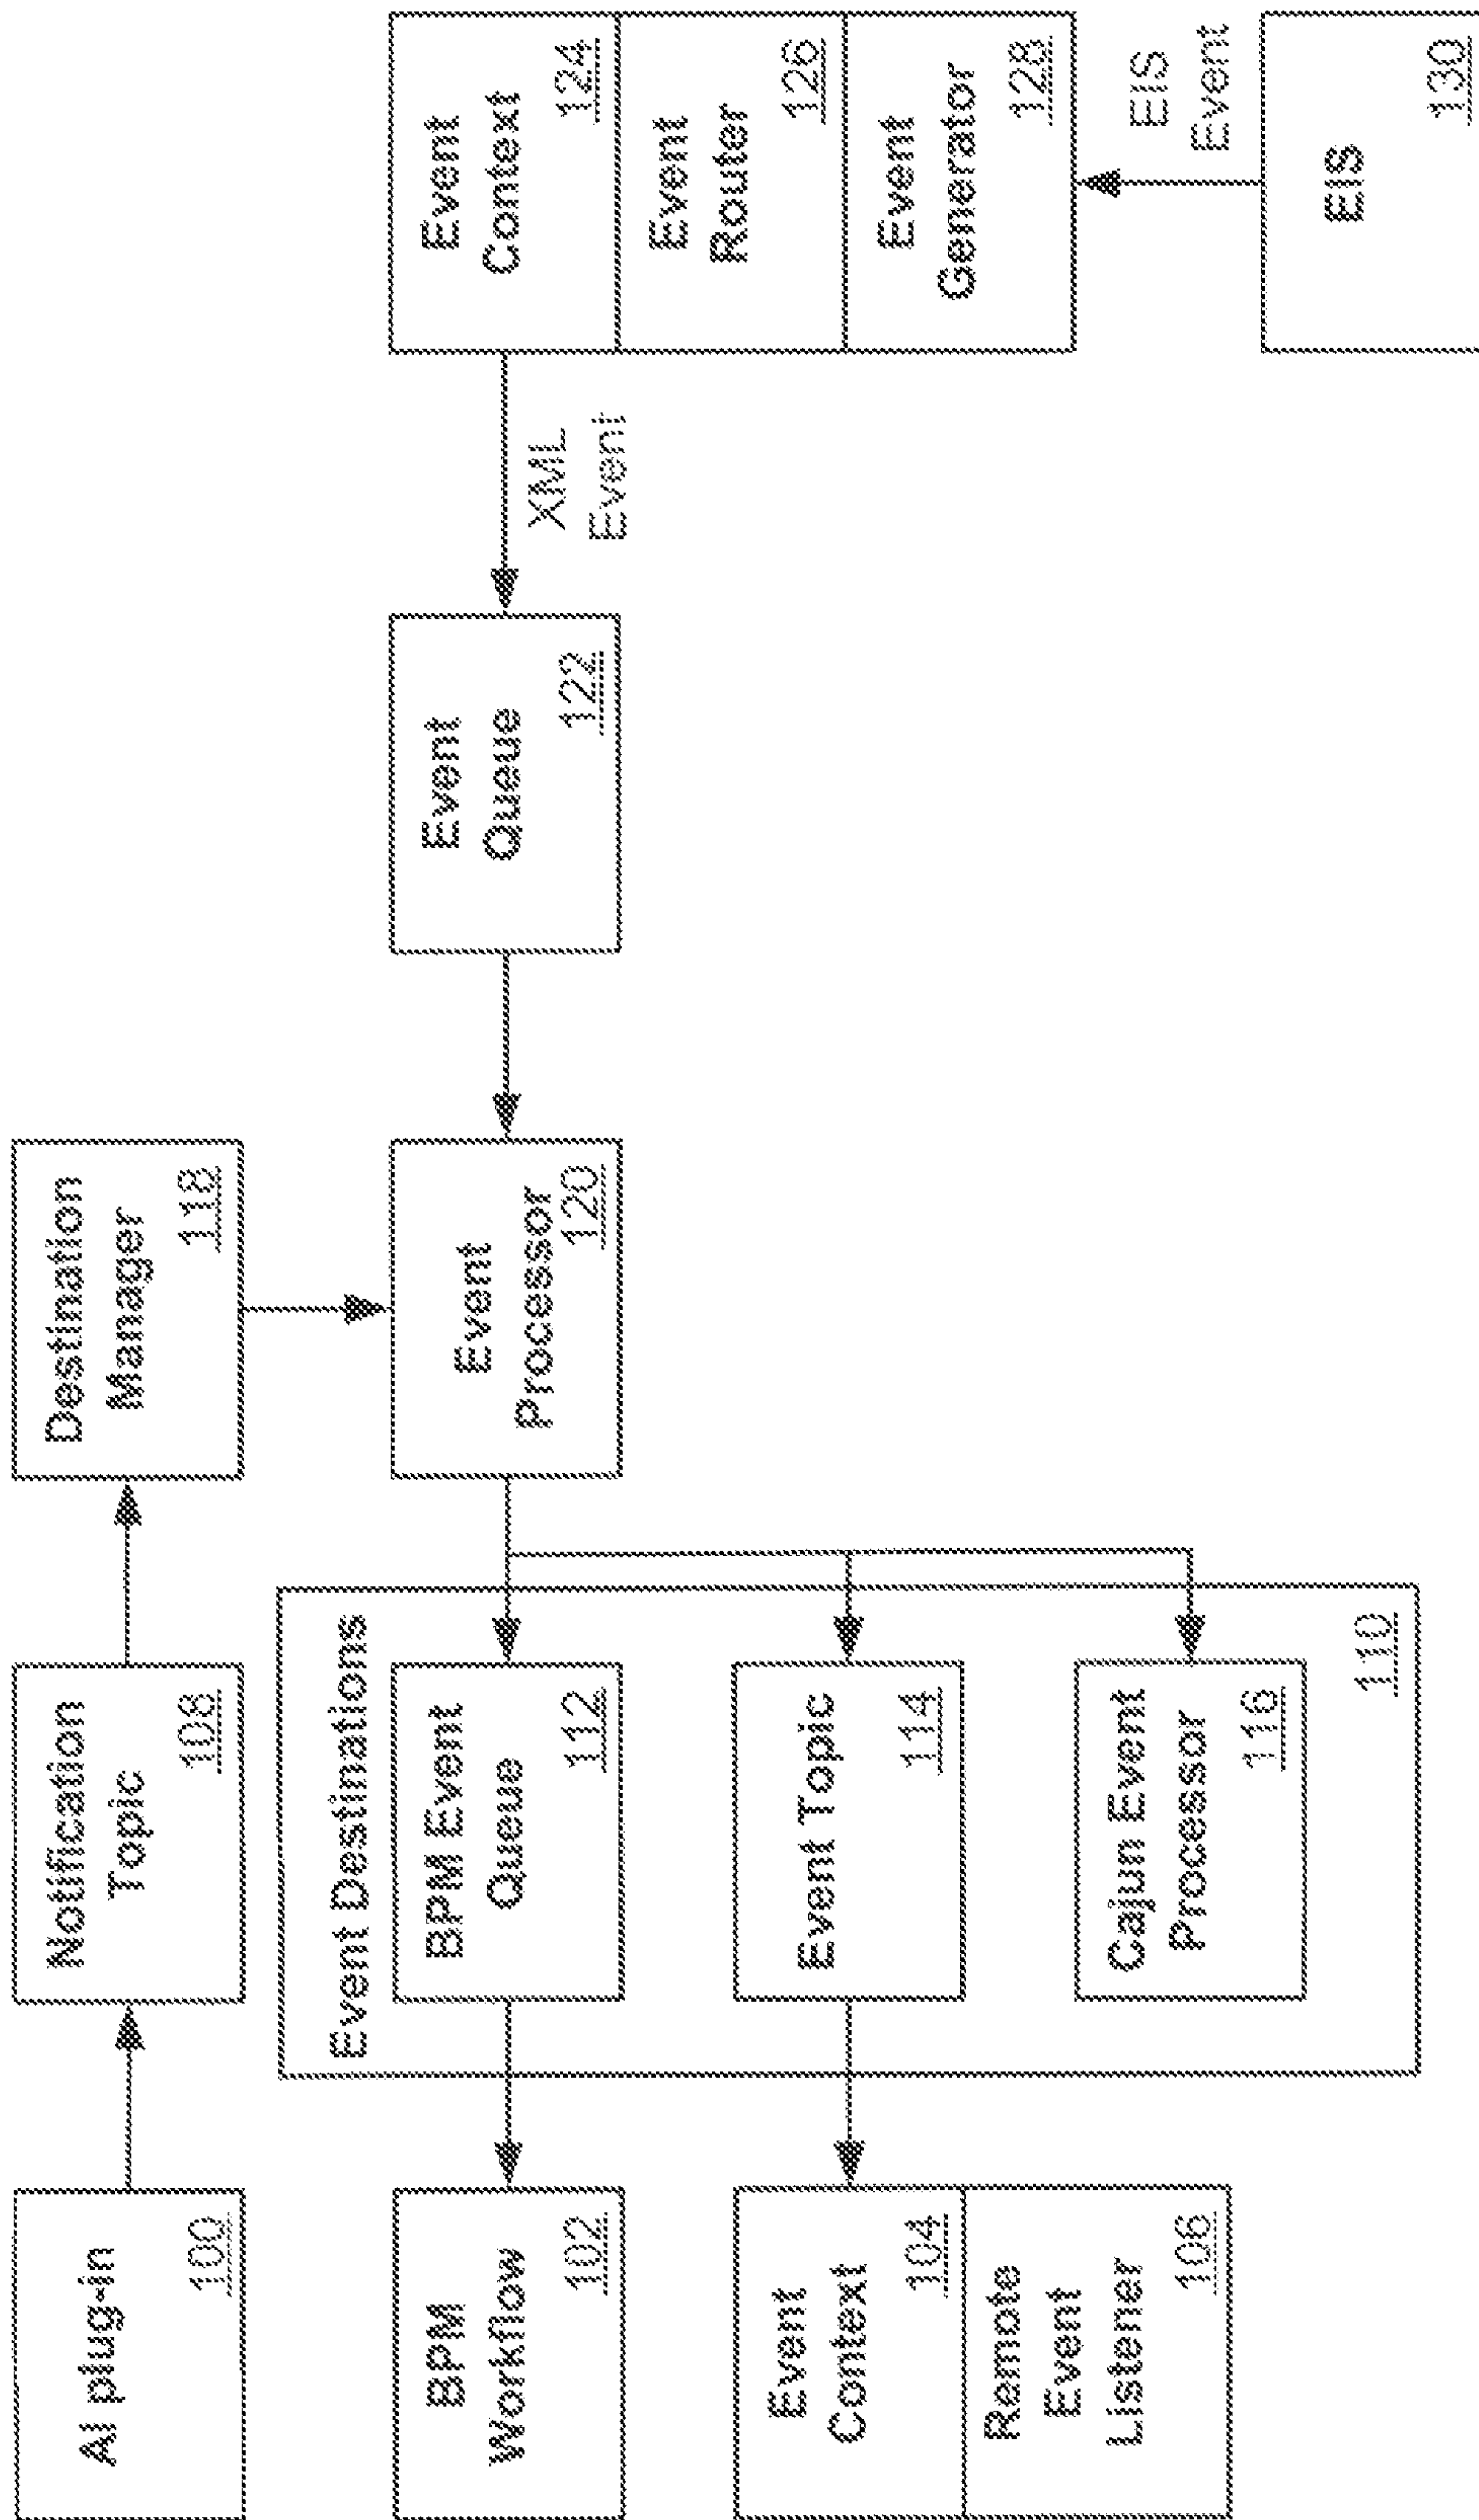 AI plug-in
100
Notification
Topic
108
Destination
Manager
118
BPM
Workflow
102
Event Destinations
BPM Event
Queue
112
Event
Processor
120
Event
Queue
122
XML
Event
Event
Context
124
Event
Router
126
Event
Generator
128
Event
Context
104
Remote
Event
Listener
106
Event Topic
114
Cajun Event
Processor
116
110
EIS
Event
EIS
130